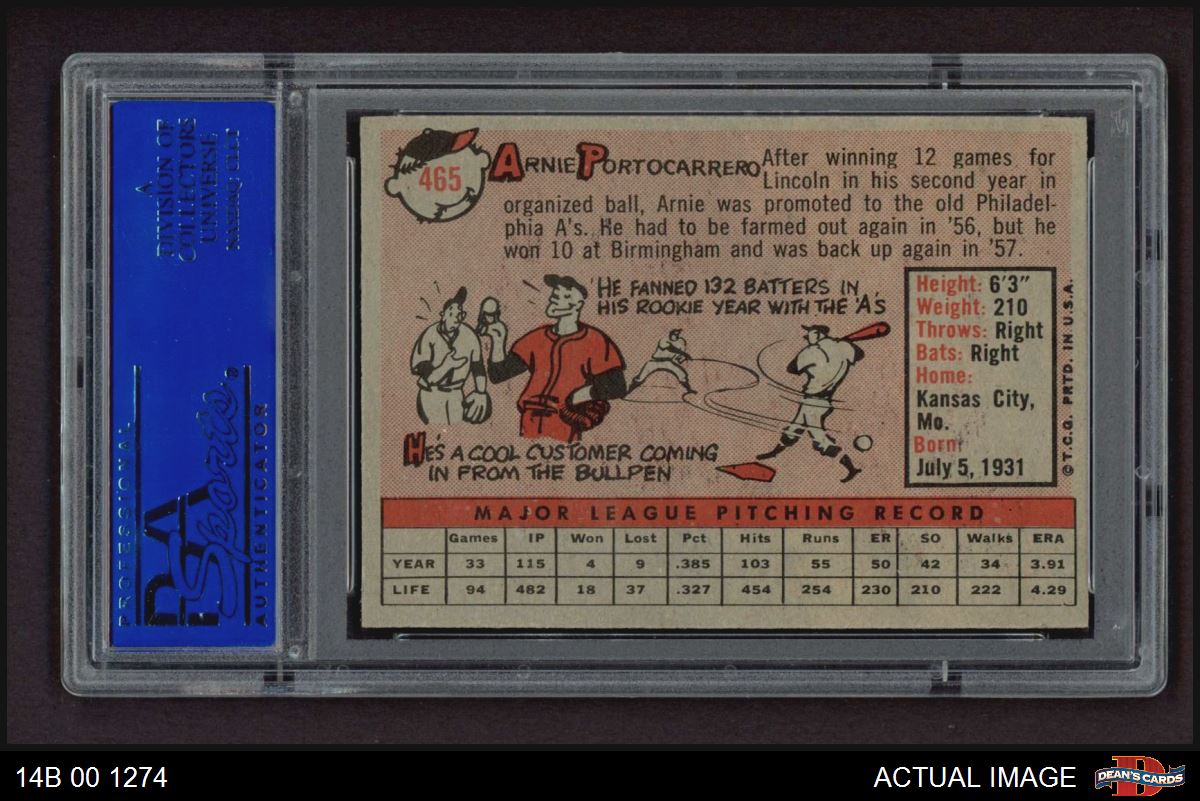 A
DIVISION OF
COLLECTORS
UNIVERSE
NASDAQ: CLCT
PROFESSIONAL
PSA
Sports®
AUTHENTICATOR
465
ARNIE PORTOCARRERO
After winning 12 games for
Lincoln in his second year in
organized ball, Arnie was promoted to the old Philadel-
phia A's. He had to be farmed out again in '56, but he
won 10 at Birmingham and was back up again in '57.
HE FANNED 132 BATTERS IN
HIS ROOKIE YEAR WITH THE 'A'S
HE'S A COOL CUSTOMER COMING
IN FROM THE BULLPEN
Height: 6'3"
Weight: 210
Throws: Right
Bats: Right
Home:
Kansas City,
Mo.
Born:
July 5, 1931
© T.C.G. PRTD. IN U.S.A.
MAJOR LEAGUE PITCHING RECORD
Games IP Won Lost Pct Hits Runs ER SO Walks ERA
YEAR 33 115 4 9 .385 103 55 50 42 34 3.91
LIFE 94 482 18 37 .327 454 254 230 210 222 4.29
14B 00 1274
ACTUAL IMAGE
DEAN'S CARDS